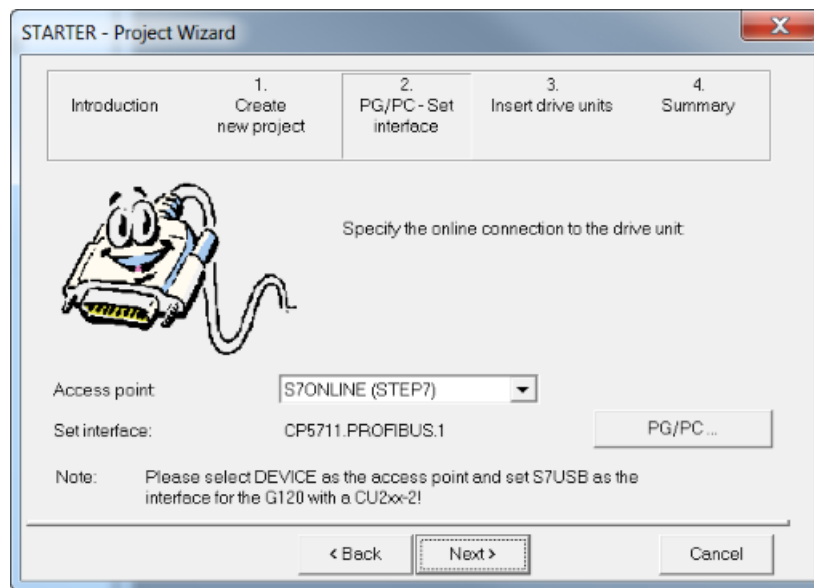 STARTER - Project Wizard
Introduction
1.
Create
new project
2.
PG/PC - Set
interface
3.
Insert drive units
4.
Summary
Specify the online connection to the drive unit:
Access point:
S7ONLINE (STEP7)
Set interface:
CP5711.PROFIBUS.1
PG/PC ...
Note:
Please select DEVICE as the access point and set S7USB as the
interface for the G120 with a CU2xx-2!
< Back
Next >
Cancel